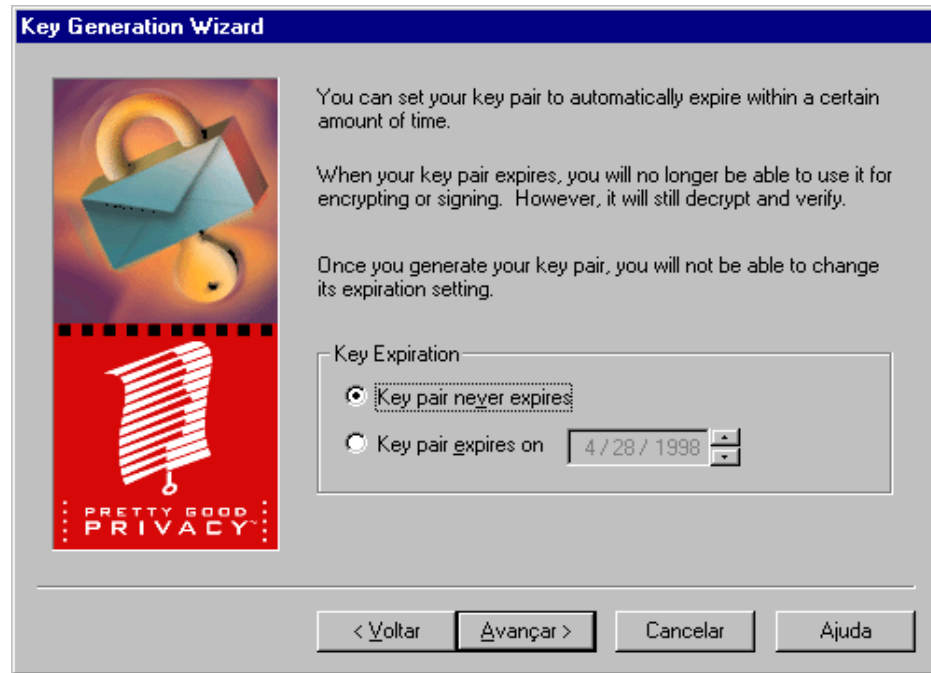 Key Generation Wizard
You can set your key pair to automatically expire within a certain
amount of time.
When your key pair expires, you will no longer be able to use it for
encrypting or signing.  However, it will still decrypt and verify.
Once you generate your key pair, you will not be able to change
its expiration setting.
Key Expiration
Key pair never expires
Key pair expires on 4/28/1998
PRETTY GOOD
PRIVACY™
< Voltar Avançar > Cancelar Ajuda